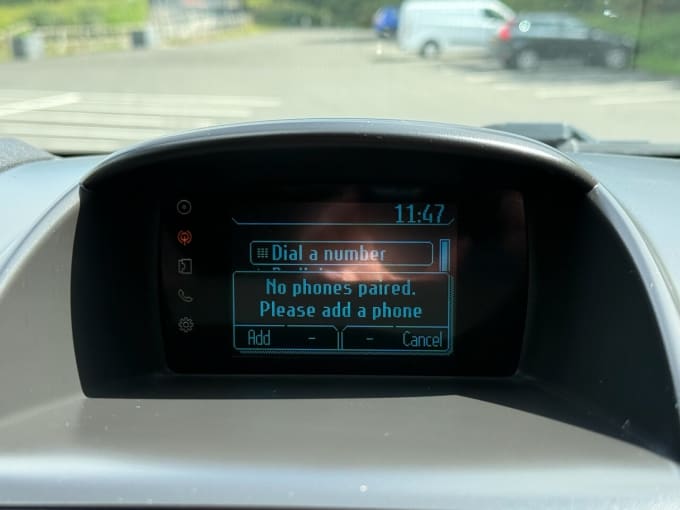 11:47
Dial a number
No phones paired.
Please add a phone
Add - - Cancel